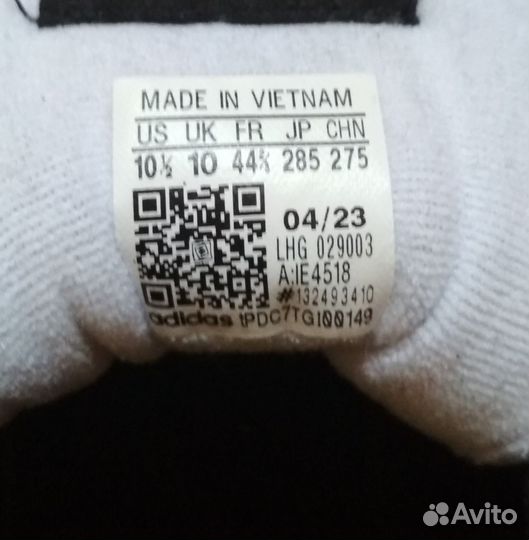 MADE IN VIETNAM
US UK FR JP CHN
10½ 10 44⅔ 285 275
04/23
LHG 029003
A:IE4518
#132493410
adidas 1PDC7TG100149
Avito